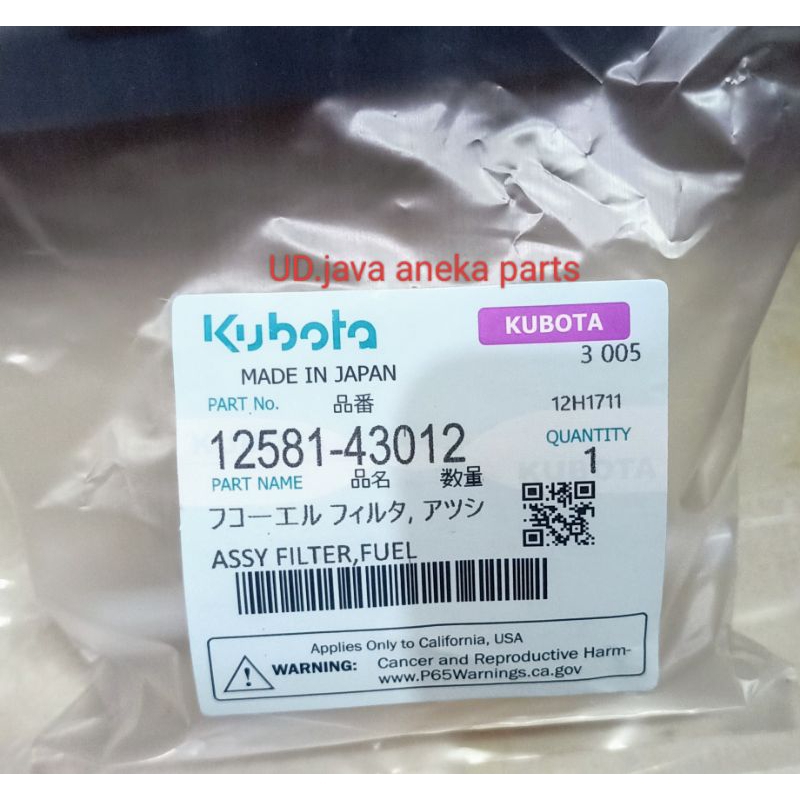 UD.java aneka parts
Kubota
KUBOTA
3 005
MADE IN JAPAN
PART No. 品番
12H1711
12581-43012
QUANTITY
1
PART NAME 品名 数量
フコーエル フィルタ, アツシ
ASSY FILTER,FUEL
Applies Only to California, USA
WARNING: Cancer and Reproductive Harm-
www.P65Warnings.ca.gov
KUBOTA